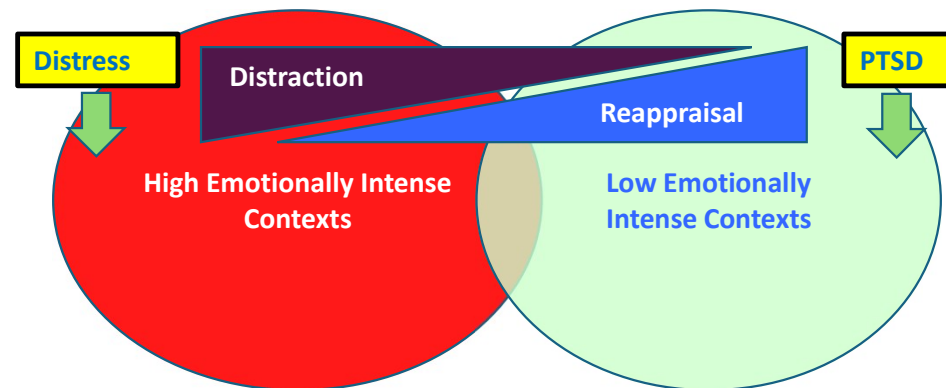 Distress
PTSD
Distraction
Reappraisal
High Emotionally Intense
Contexts
Low Emotionally
Intense Contexts